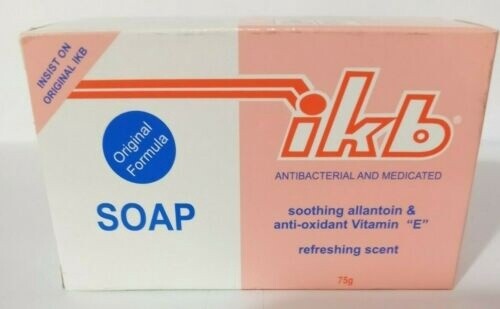 INSIST ON
ORIGINAL IKB
Original
Formula
SOAP
ikb®
ANTIBACTERIAL AND MEDICATED
soothing allantoin &
anti-oxidant Vitamin "E"
refreshing scent
75g